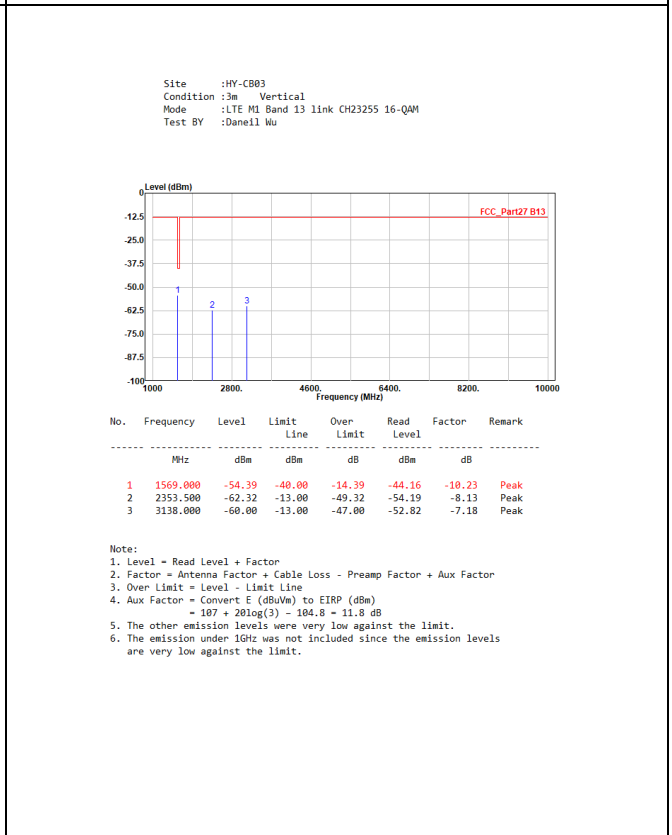 Site :HY-CB03
Condition :3m Vertical
Mode :LTE M1 Band 13 link CH23255 16-QAM
Test BY :Daneil Wu
Level (dBm)
0
FCC_Part27 B13
-12.5
-25.0
-37.5
-50.0
1
2
3
-62.5
-75.0
-87.5
-100
1000 2800. 4600. 6400. 8200. 10000
Frequency (MHz)
No. Frequency Level Limit Over Read Factor Remark
Line Limit Level
------ ----------- -------- --------- --------- --------- -------- ---------
MHz dBm dBm dB dBm dB
1 1569.000 -54.39 -40.00 -14.39 -44.16 -10.23 Peak
2 2353.500 -62.32 -13.00 -49.32 -54.19 -8.13 Peak
3 3138.000 -60.00 -13.00 -47.00 -52.82 -7.18 Peak
Note:
1. Level = Read Level + Factor
2. Factor = Antenna Factor + Cable Loss - Preamp Factor + Aux Factor
3. Over Limit = Level - Limit Line
4. Aux Factor = Convert E (dBuVm) to EIRP (dBm)
= 107 + 20log(3) – 104.8 = 11.8 dB
5. The other emission levels were very low against the limit.
6. The emission under 1GHz was not included since the emission levels
are very low against the limit.